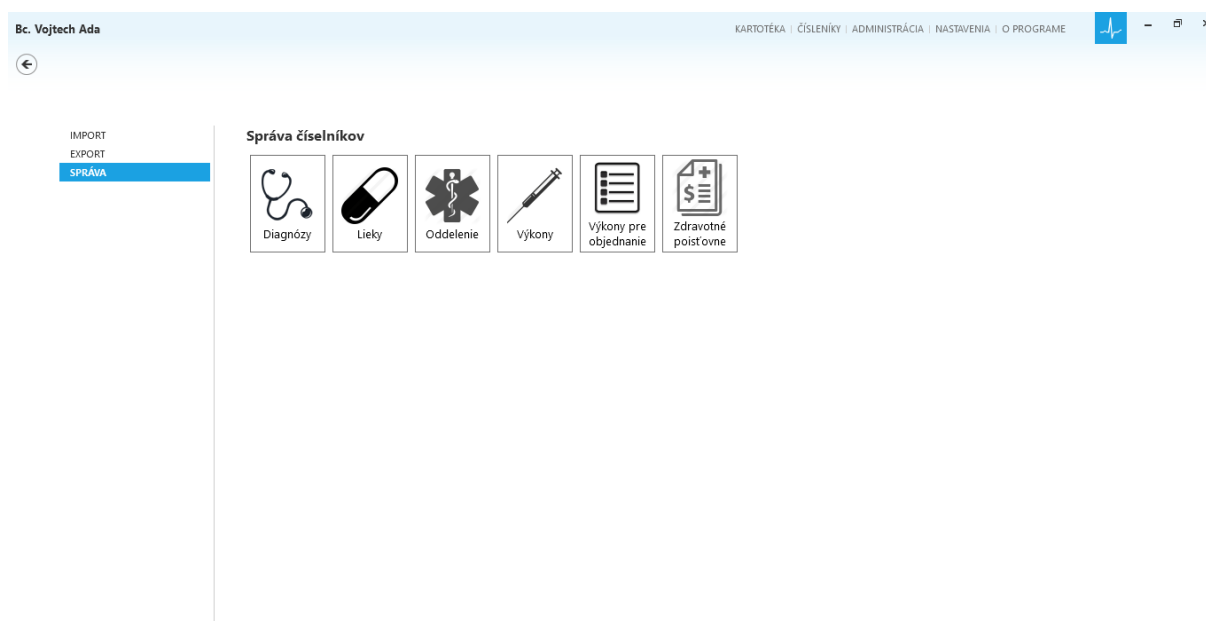 Bc. Vojtech Ada
KARTOTÉKA | ČÍSLENÍKY | ADMINISTRÁCIA | NASTAVENIA | O PROGRAME
IMPORT
EXPORT
SPRÁVA
Správa číselníkov
Diagnózy
Lieky
Oddelenie
Výkony
Výkony pre
objednanie
Zdravotné
poisťovne